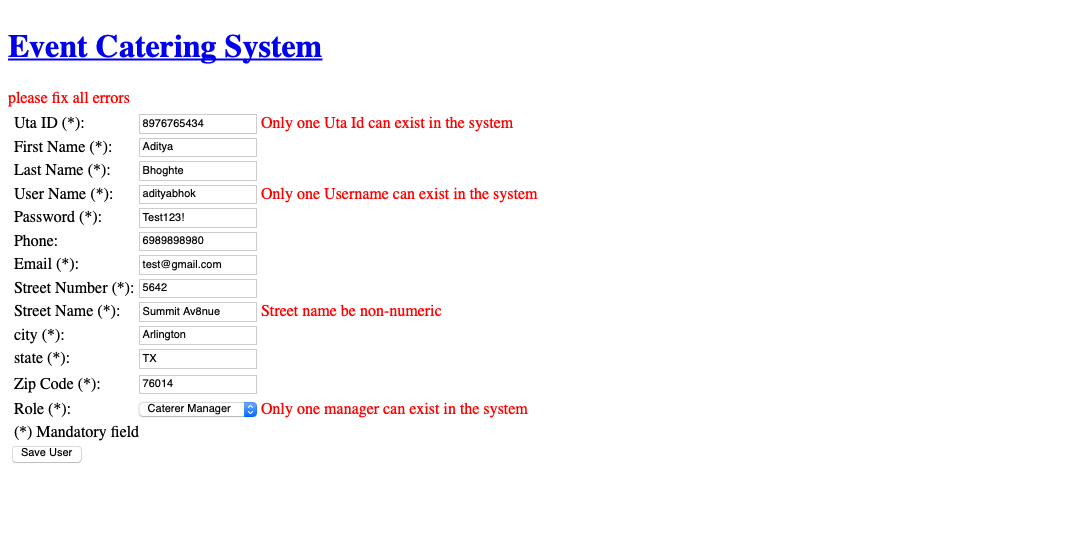 Event Catering System
please fix all errors
Uta ID (*): 8976765434 Only one Uta Id can exist in the system
First Name (*): Aditya
Last Name (*): Bhoghte
User Name (*): adityabhok Only one Username can exist in the system
Password (*): Test123!
Phone: 6989898980
Email (*): test@gmail.com
Street Number (*): 5642
Street Name (*): Summit Av8nue Street name be non-numeric
city (*): Arlington
state (*): TX
Zip Code (*): 76014
Role (*): Caterer Manager Only one manager can exist in the system
(*) Mandatory field
Save User